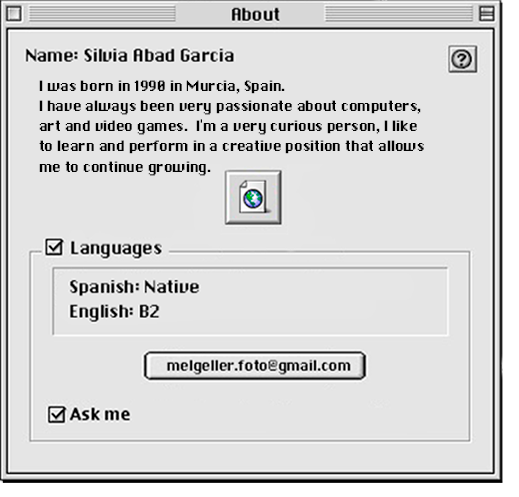 About
Name: Silvia Abad Garcia
I was born in 1990 in Murcia, Spain.
I have always been very passionate about computers,
art and video games. I'm a very curious person, I like
to learn and perform in a creative position that allows
me to continue growing.
Languages
Spanish: Native
English: B2
melgeller.foto@gmail.com
Ask me